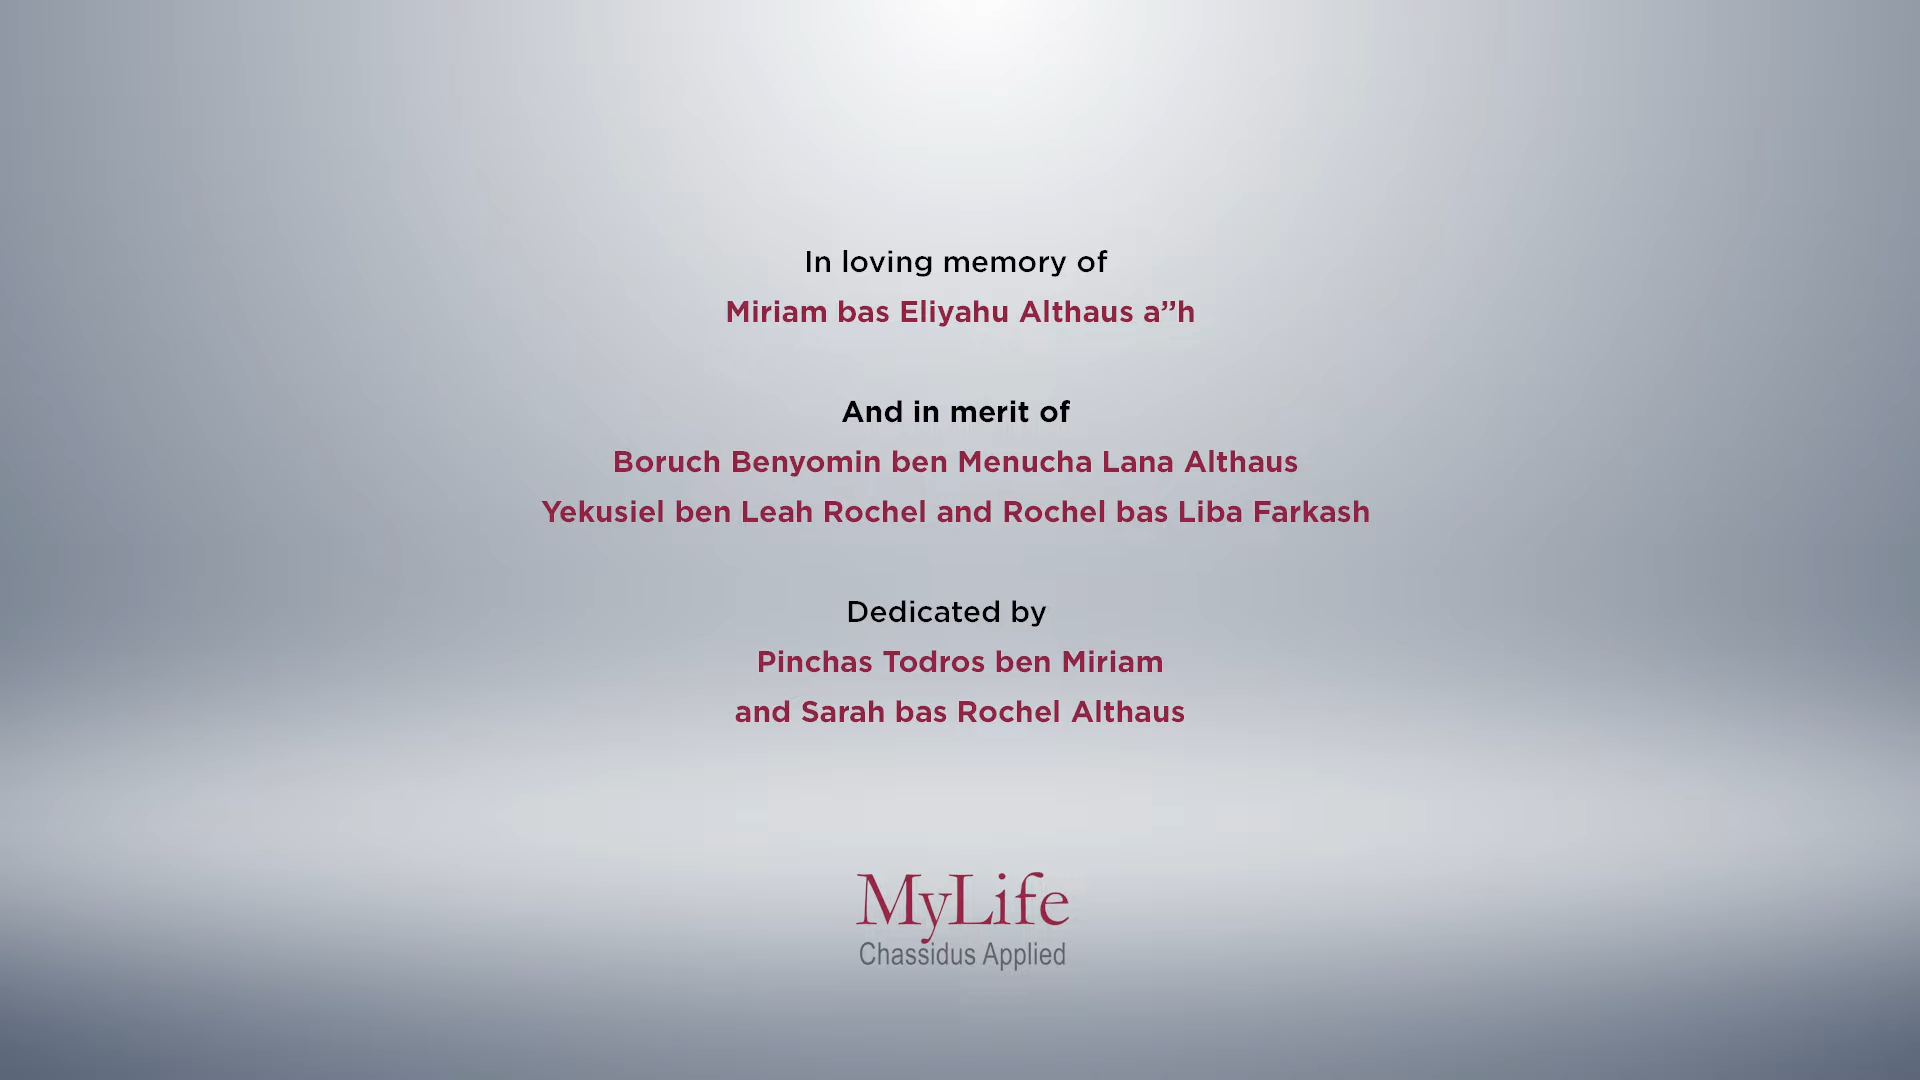 In loving memory of
Miriam bas Eliyahu Althaus a”h
And in merit of
Boruch Benyomin ben Menucha Lana Althaus
Yekusiel ben Leah Rochel and Rochel bas Liba Farkash
Dedicated by
Pinchas Todros ben Miriam
and Sarah bas Rochel Althaus
MyLife
Chassidus Applied